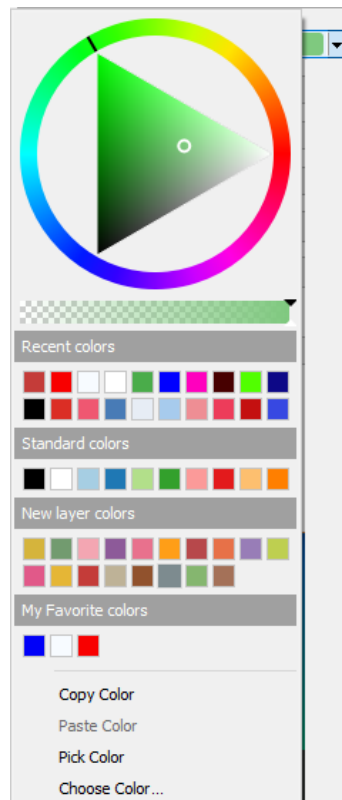 Recent colors
Standard colors
New layer colors
My Favorite colors
Copy Color
Paste Color
Pick Color
Choose Color...